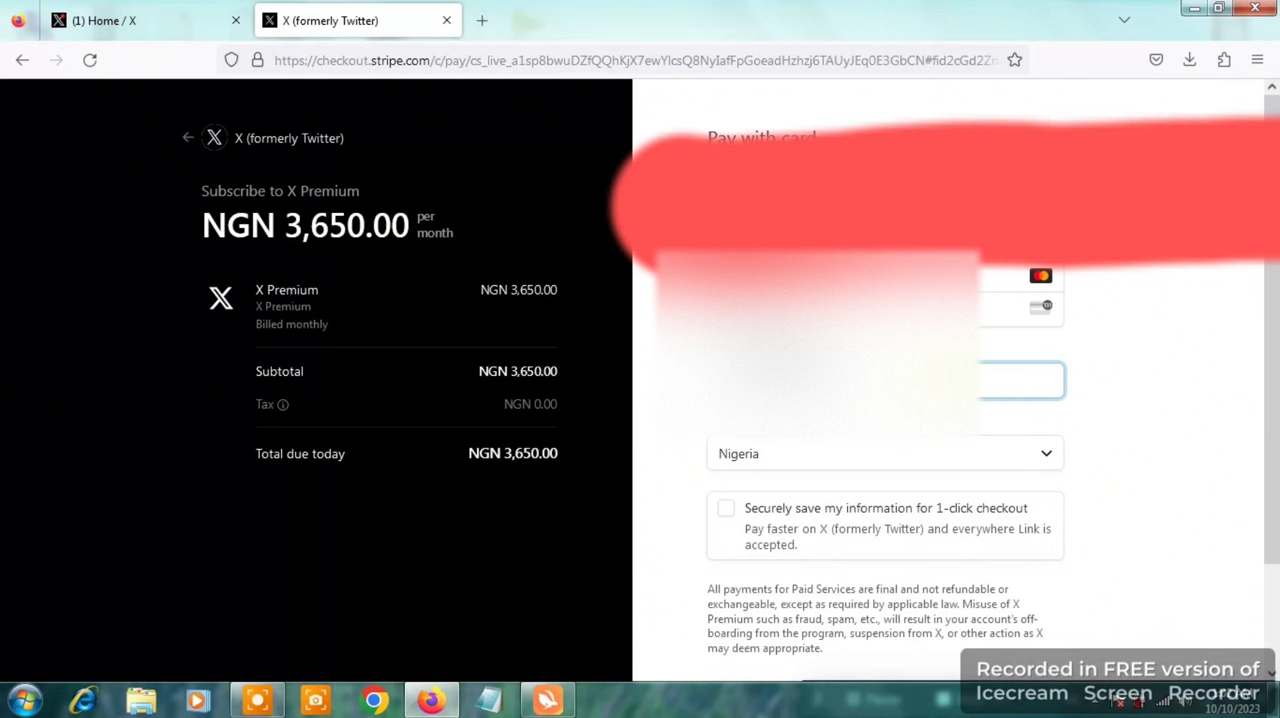 (1) Home / X
X (formerly Twitter)
https://checkout.stripe.com/c/pay/cs_live_a1sp8bwuDZfQQhKjX7ewYlcsQ8NyIafFpGoeadHzhzj6TAUyJEq0E3GbCN#fid2cGd2Z
X (formerly Twitter)
Subscribe to X Premium
NGN 3,650.00 per
month
X Premium NGN 3,650.00
X Premium
Billed monthly
Subtotal NGN 3,650.00
Tax NGN 0.00
Total due today NGN 3,650.00
Pay with card
Nigeria
Securely save my information for 1-click checkout
Pay faster on X (formerly Twitter) and everywhere Link is
accepted.
All payments for Paid Services are final and not refundable or
exchangeable, except as required by applicable law. Misuse of X
Premium such as fraud, spam, etc., will result in your account's off-
boarding from the program, suspension from X, or other action as X
may deem appropriate.
Recorded in FREE version of
Icecream Screen Recorder
10/10/2023